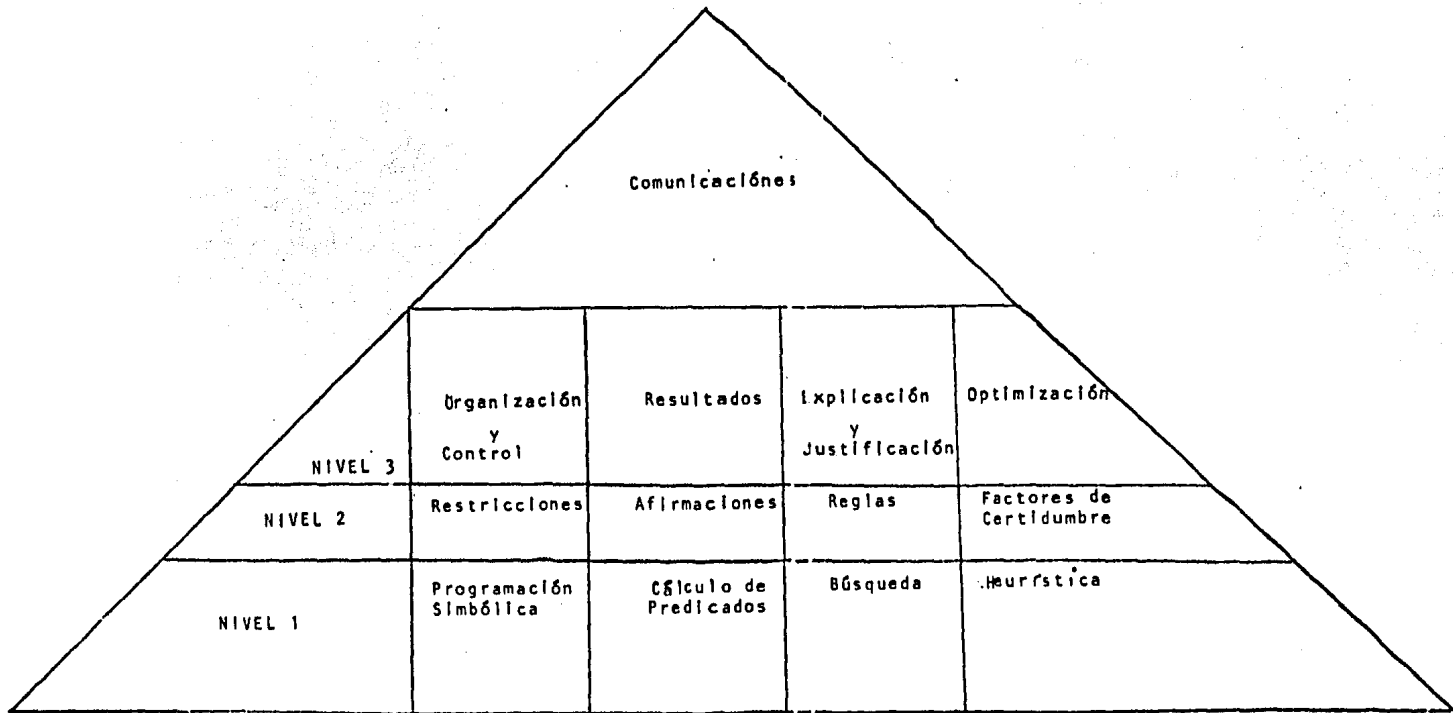 Comunicaciónes
Organización
y
Control
Resultados
Explicación
y
Justificación
Optimización
NIVEL 3
NIVEL 2
Restricciones
Afirmaciones
Reglas
Factores de
Certidumbre
NIVEL 1
Programación
Simbólica
Cálculo de
Predicados
Búsqueda
Heurística